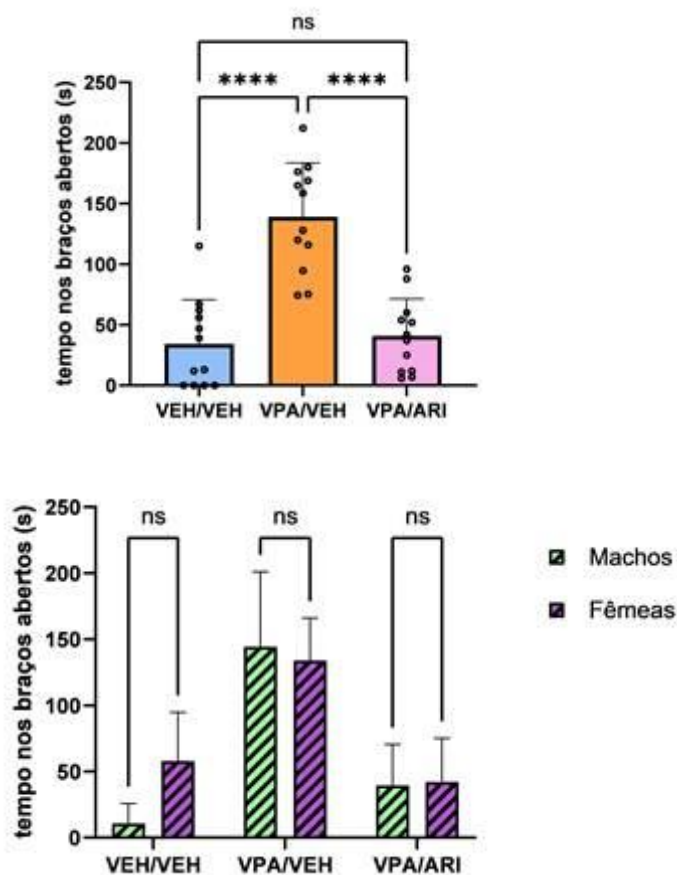 ns
**** ****
tempo nos braços abertos (s)
250
200
150
100
50
0
VEH/VEH VPA/VEH VPA/ARI
tempo nos braços abertos (s)
250
200
150
100
50
0
ns ns ns
VEH/VEH VPA/VEH VPA/ARI
Machos
Fêmeas